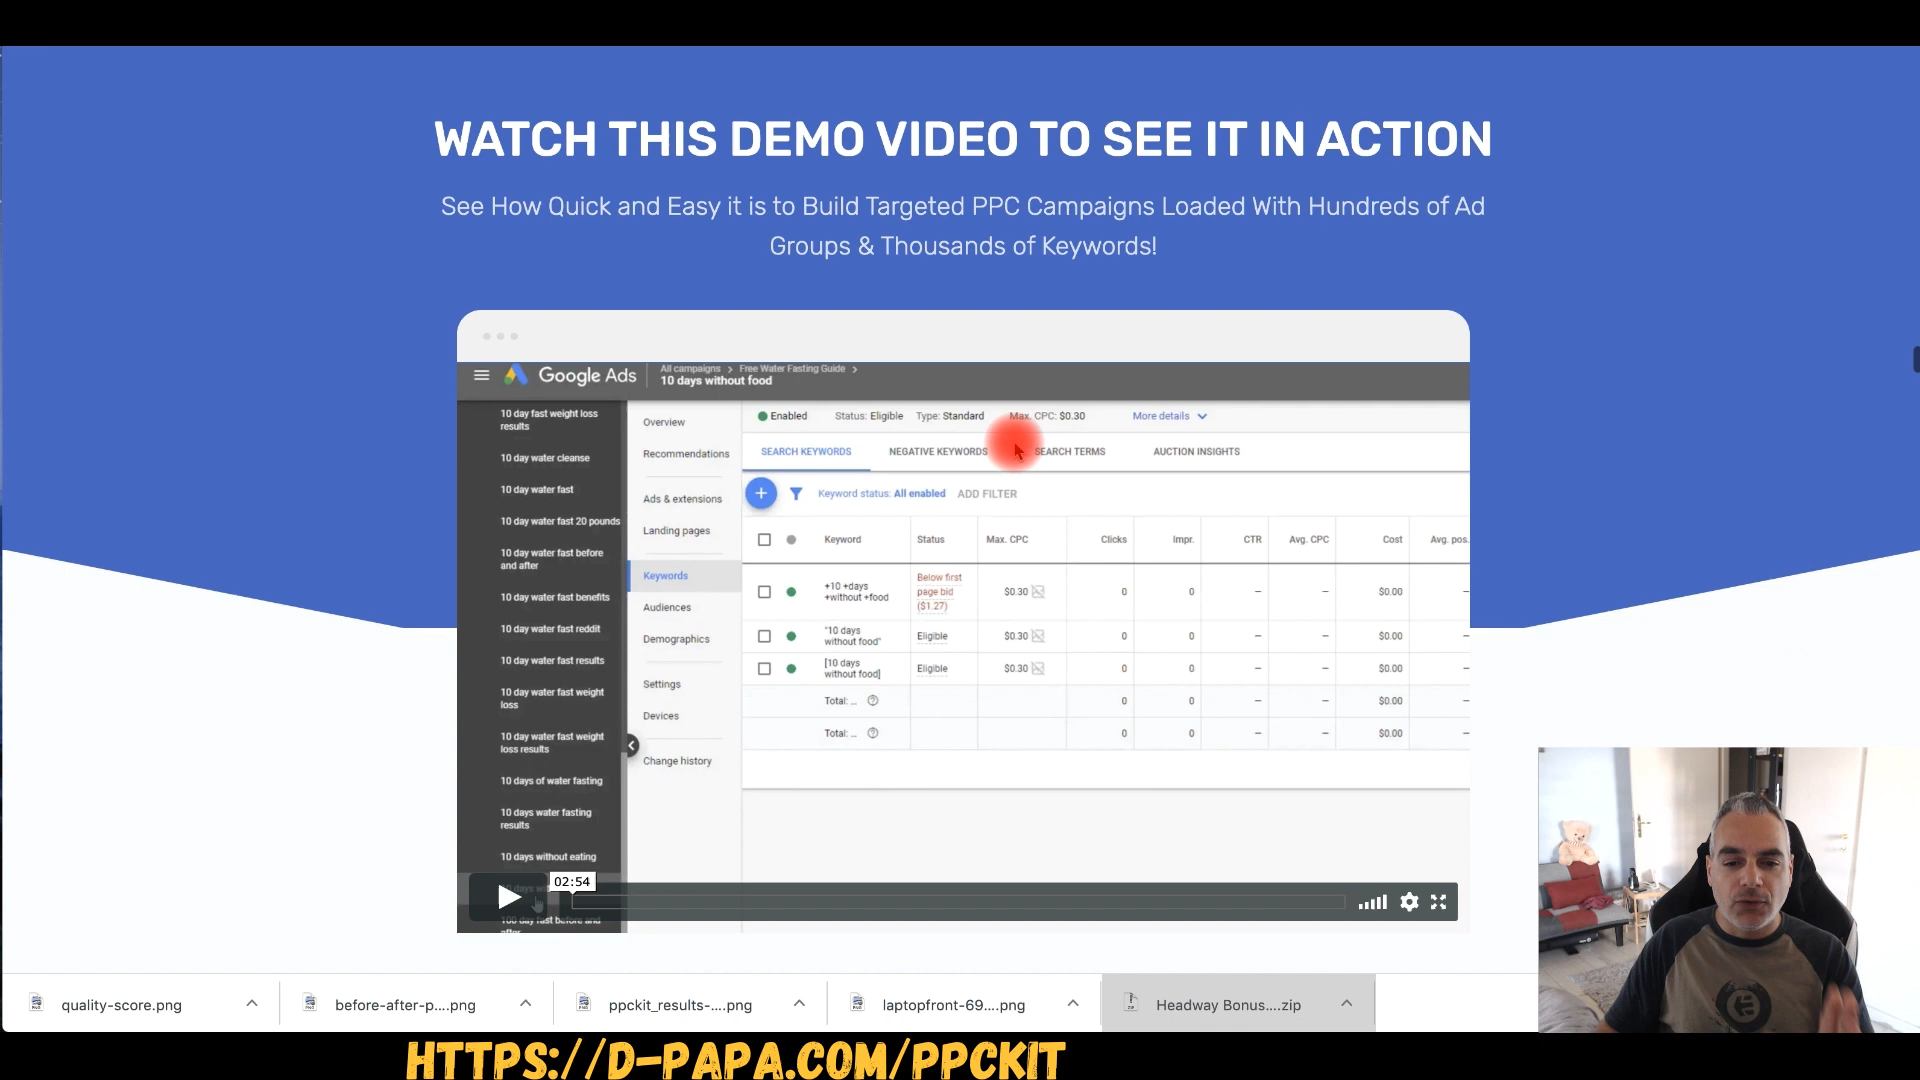 WATCH THIS DEMO VIDEO TO SEE IT IN ACTION
See How Quick and Easy it is to Build Targeted PPC Campaigns Loaded With Hundreds of Ad
Groups & Thousands of Keywords!
Google Ads
All campaigns > Free Water Fasting Guide >
10 days without food
10 day fast weight loss
results
10 day water cleanse
10 day water fast
10 day water fast 20 pounds
10 day water fast before
and after
10 day water fast benefits
10 day water fast reddit
10 day water fast results
10 day water fast weight
loss
10 day water fast weight
loss results
10 days of water fasting
10 days water fasting
results
10 days without eating
100 day fast before and
after
Overview
Recommendations
Ads & extensions
Landing pages
Keywords
Audiences
Demographics
Settings
Devices
Change history
Enabled Status: Eligible Type: Standard Max. CPC: $0.30 More details
SEARCH KEYWORDS NEGATIVE KEYWORDS SEARCH TERMS AUCTION INSIGHTS
Keyword status: All enabled ADD FILTER
Keyword Status Max. CPC Clicks Impr. CTR Avg. CPC Cost Avg. pos.
+10 +days
+without +food
Below first
page bid
($1.27)
$0.30 0 0 – – $0.00 –
"10 days
without food"
Eligible $0.30 0 0 – – $0.00 –
[10 days
without food]
Eligible $0.30 0 0 – – $0.00 –
Total: ... 0 0 – – $0.00 –
Total: ... 0 0 – – $0.00 –
02:54
quality-score.png
before-after-p....png
ppckit_results-....png
laptopfront-69....png
Headway Bonus....zip
HTTPS://D-PAPA.COM/PPCKIT